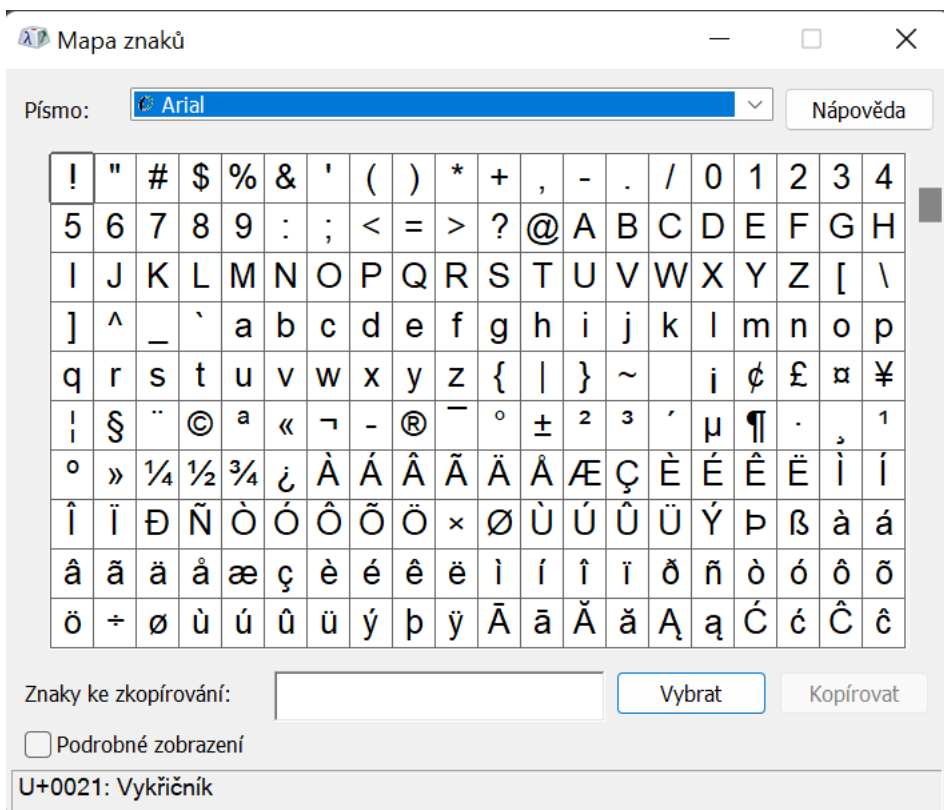 Mapa znaků
Písmo: Arial Nápověda
! " # $ % & ' ( ) * + , - . / 0 1 2 3 4
5 6 7 8 9 : ; < = > ? @ A B C D E F G H
I J K L M N O P Q R S T U V W X Y Z [ \
] ^ _ ` a b c d e f g h i j k l m n o p
q r s t u v w x y z { | } ~ ¡ ¢ £ ¤ ¥
¦ § ¨ © ª « ¬ - ® ¯ ° ± ² ³ ´ µ ¶ · ¸ ¹
º » ¼ ½ ¾ ¿ À Á Â Ã Ä Å Æ Ç È É Ê Ë Ì Í
Î Ï Ð Ñ Ò Ó Ô Õ Ö × Ø Ù Ú Û Ü Ý Þ ß à á
â ã ä å æ ç è é ê ë ì í î ï ð ñ ò ó ô õ
ö ÷ ø ù ú û ü ý þ ÿ Ā ā Ă ă Ą ą Ć ć Ĉ ĉ
Znaky ke zkopírování: Vybrat Kopírovat
Podrobné zobrazení
U+0021: Vykřičník